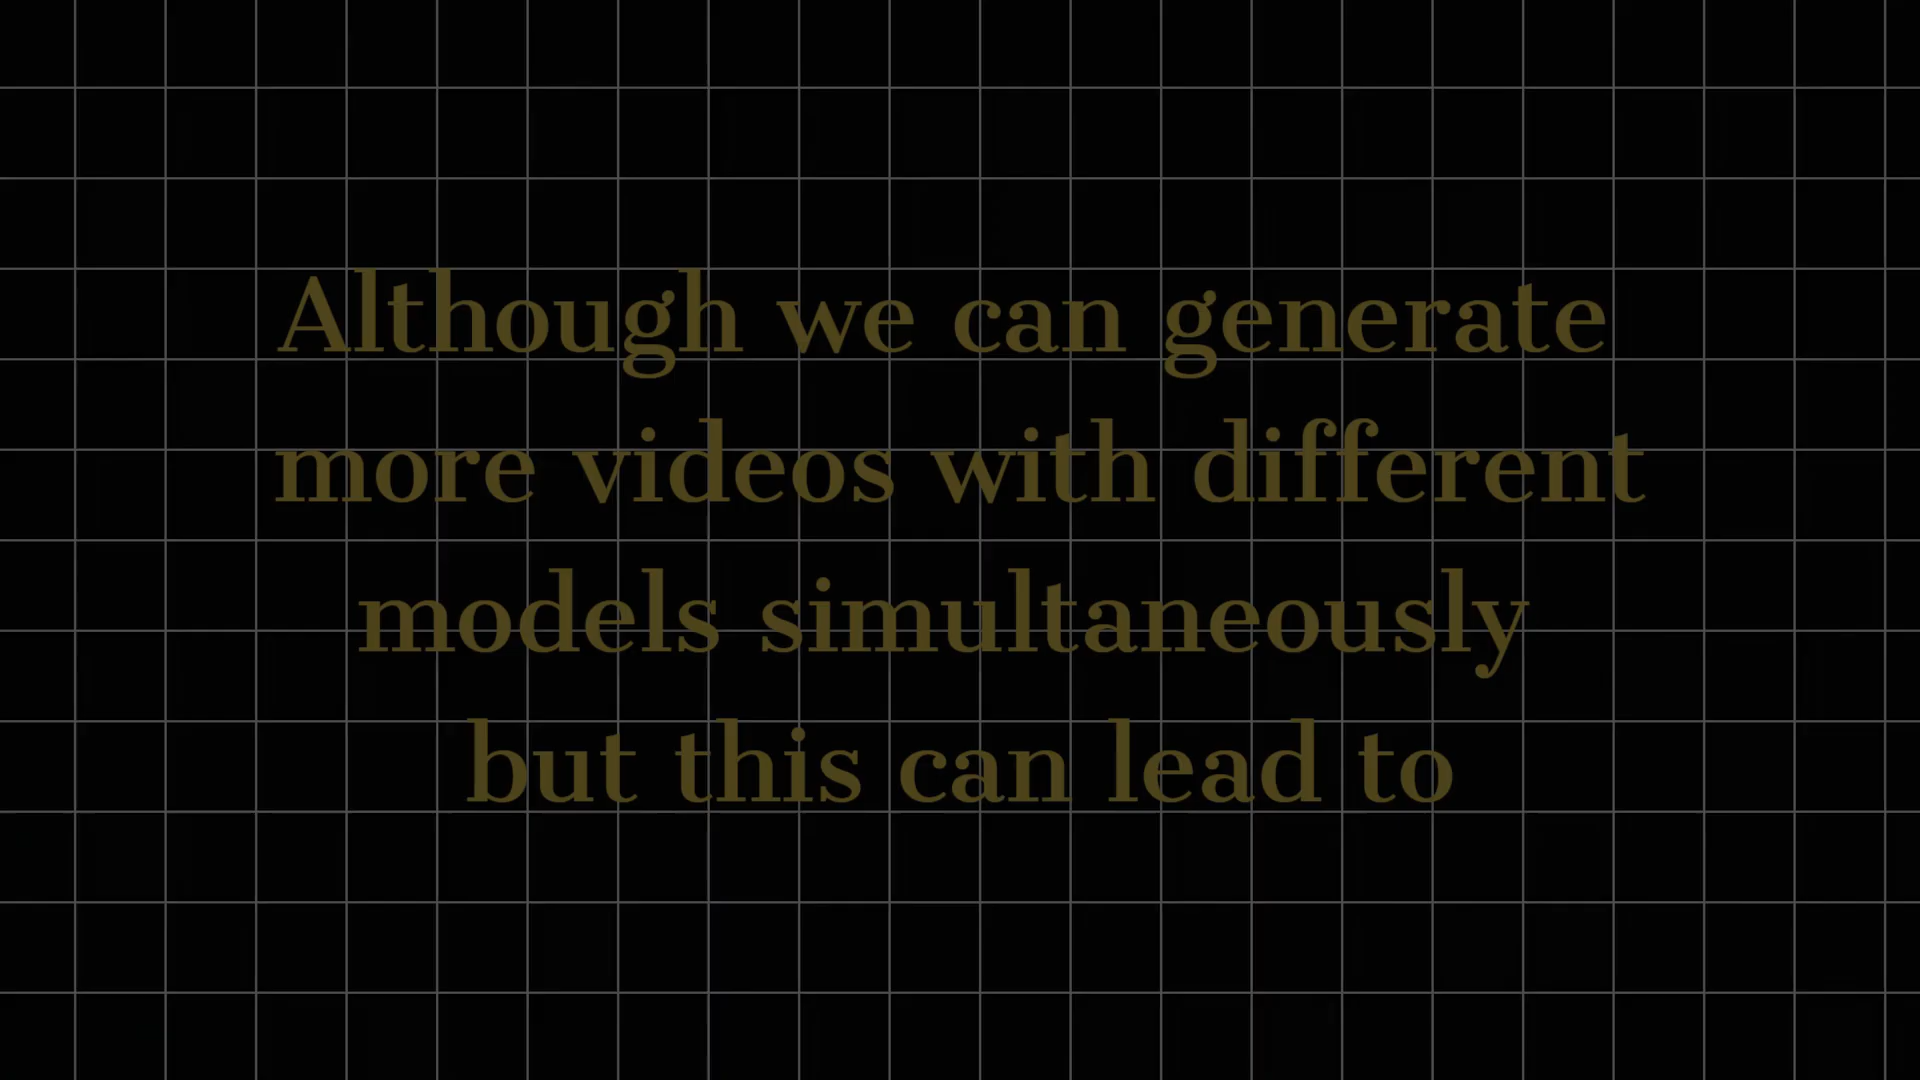 Although we can generate
more videos with different
models simultaneously
but this can lead to